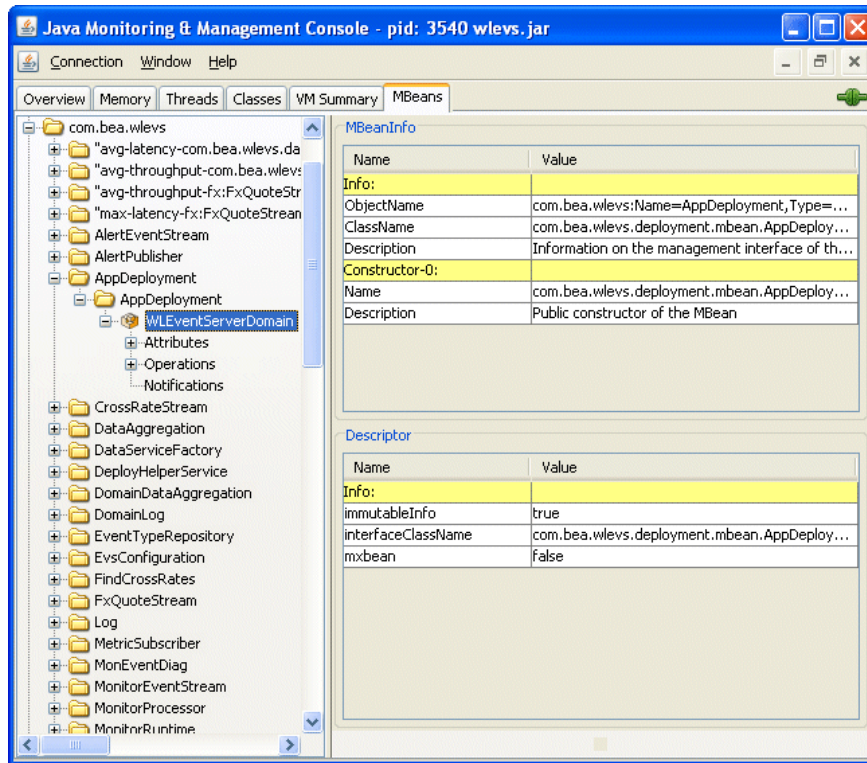 Java Monitoring & Management Console - pid: 3540 wlevs.jar
Connection Window Help
Overview Memory Threads Classes VM Summary MBeans
com.bea.wlevs
"avg-latency-com.bea.wlevs.da
"avg-throughput-com.bea.wlevs
"avg-throughput-fx:FxQuoteStr
"max-latency-fx:FxQuoteStrean
AlertEventStream
AlertPublisher
AppDeployment
AppDeployment
WLEventServerDomain
Attributes
Operations
Notifications
CrossRateStream
DataAggregation
DataServiceFactory
DeployHelperService
DomainDataAggregation
DomainLog
EventTypeRepository
EvsConfiguration
FindCrossRates
FxQuoteStream
Log
MetricSubscriber
MonEventDiag
MonitorEventStream
MonitorProcessor
MonitorRuntime
MBeanInfo
Name Value
Info:
ObjectName com.bea.wlevs:Name=AppDeployment,Type=...
ClassName com.bea.wlevs.deployment.mbean.AppDeploy...
Description Information on the management interface of th...
Constructor-0:
Name com.bea.wlevs.deployment.mbean.AppDeploy...
Description Public constructor of the MBean
Descriptor
Name Value
Info:
immutableInfo true
interfaceClassName com.bea.wlevs.deployment.mbean.AppDeploy...
mxbean false